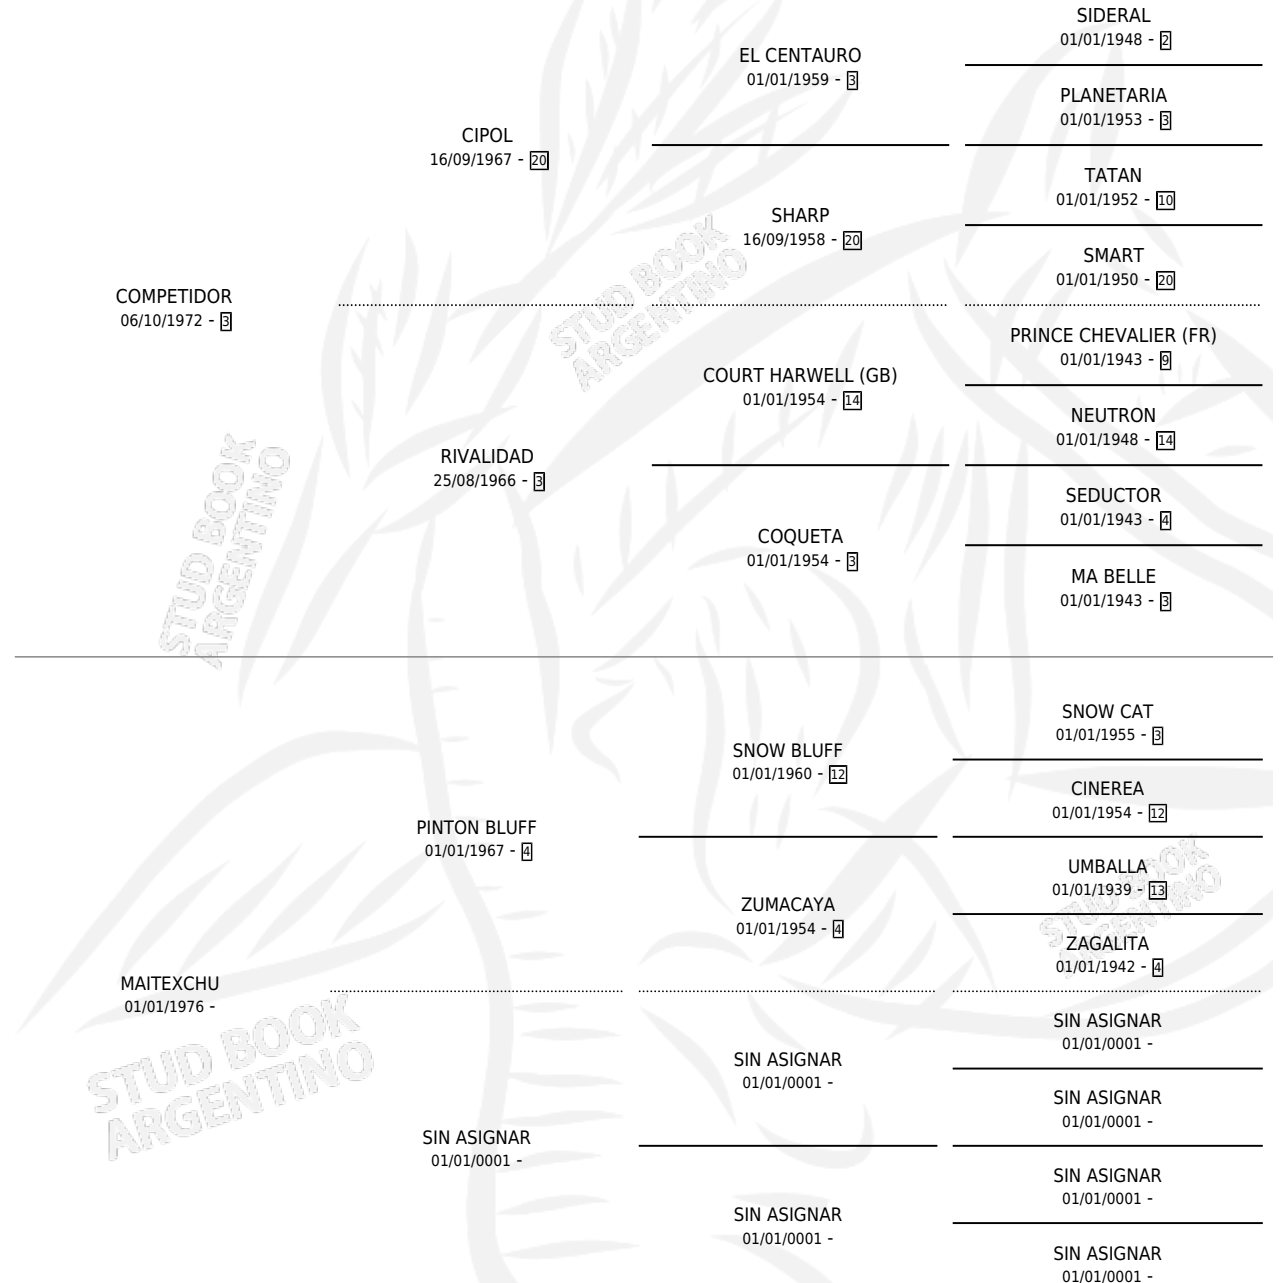 SIDERAL
01/01/1948 - 2
EL CENTAURO
01/01/1959 - 3
PLANETARIA
01/01/1953 - 3
CIPOL
16/09/1967 - 20
TATAN
01/01/1952 - 10
SHARP
16/09/1958 - 20
SMART
01/01/1950 - 20
COMPETIDOR
06/10/1972 - 3
PRINCE CHEVALIER (FR)
01/01/1943 - 9
COURT HARWELL (GB)
01/01/1954 - 14
NEUTRON
01/01/1948 - 14
RIVALIDAD
25/08/1966 - 3
SEDUCTOR
01/01/1943 - 4
COQUETA
01/01/1954 - 3
MA BELLE
01/01/1943 - 3
STUD BOOK
ARGENTINO
STUD BOOK
ARGENTINO
SNOW CAT
01/01/1955 - 3
SNOW BLUFF
01/01/1960 - 12
CINEREA
01/01/1954 - 12
PINTON BLUFF
01/01/1967 - 4
UMBALLA
01/01/1939 - 13
ZUMACAYA
01/01/1954 - 4
ZAGALITA
01/01/1942 - 4
MAITEXCHU
01/01/1976 -
SIN ASIGNAR
01/01/0001 -
SIN ASIGNAR
01/01/0001 -
SIN ASIGNAR
01/01/0001 -
SIN ASIGNAR
01/01/0001 -
SIN ASIGNAR
01/01/0001 -
SIN ASIGNAR
01/01/0001 -
SIN ASIGNAR
01/01/0001 -
STUD BOOK
ARGENTINO
STUD BOOK
ARGENTINO